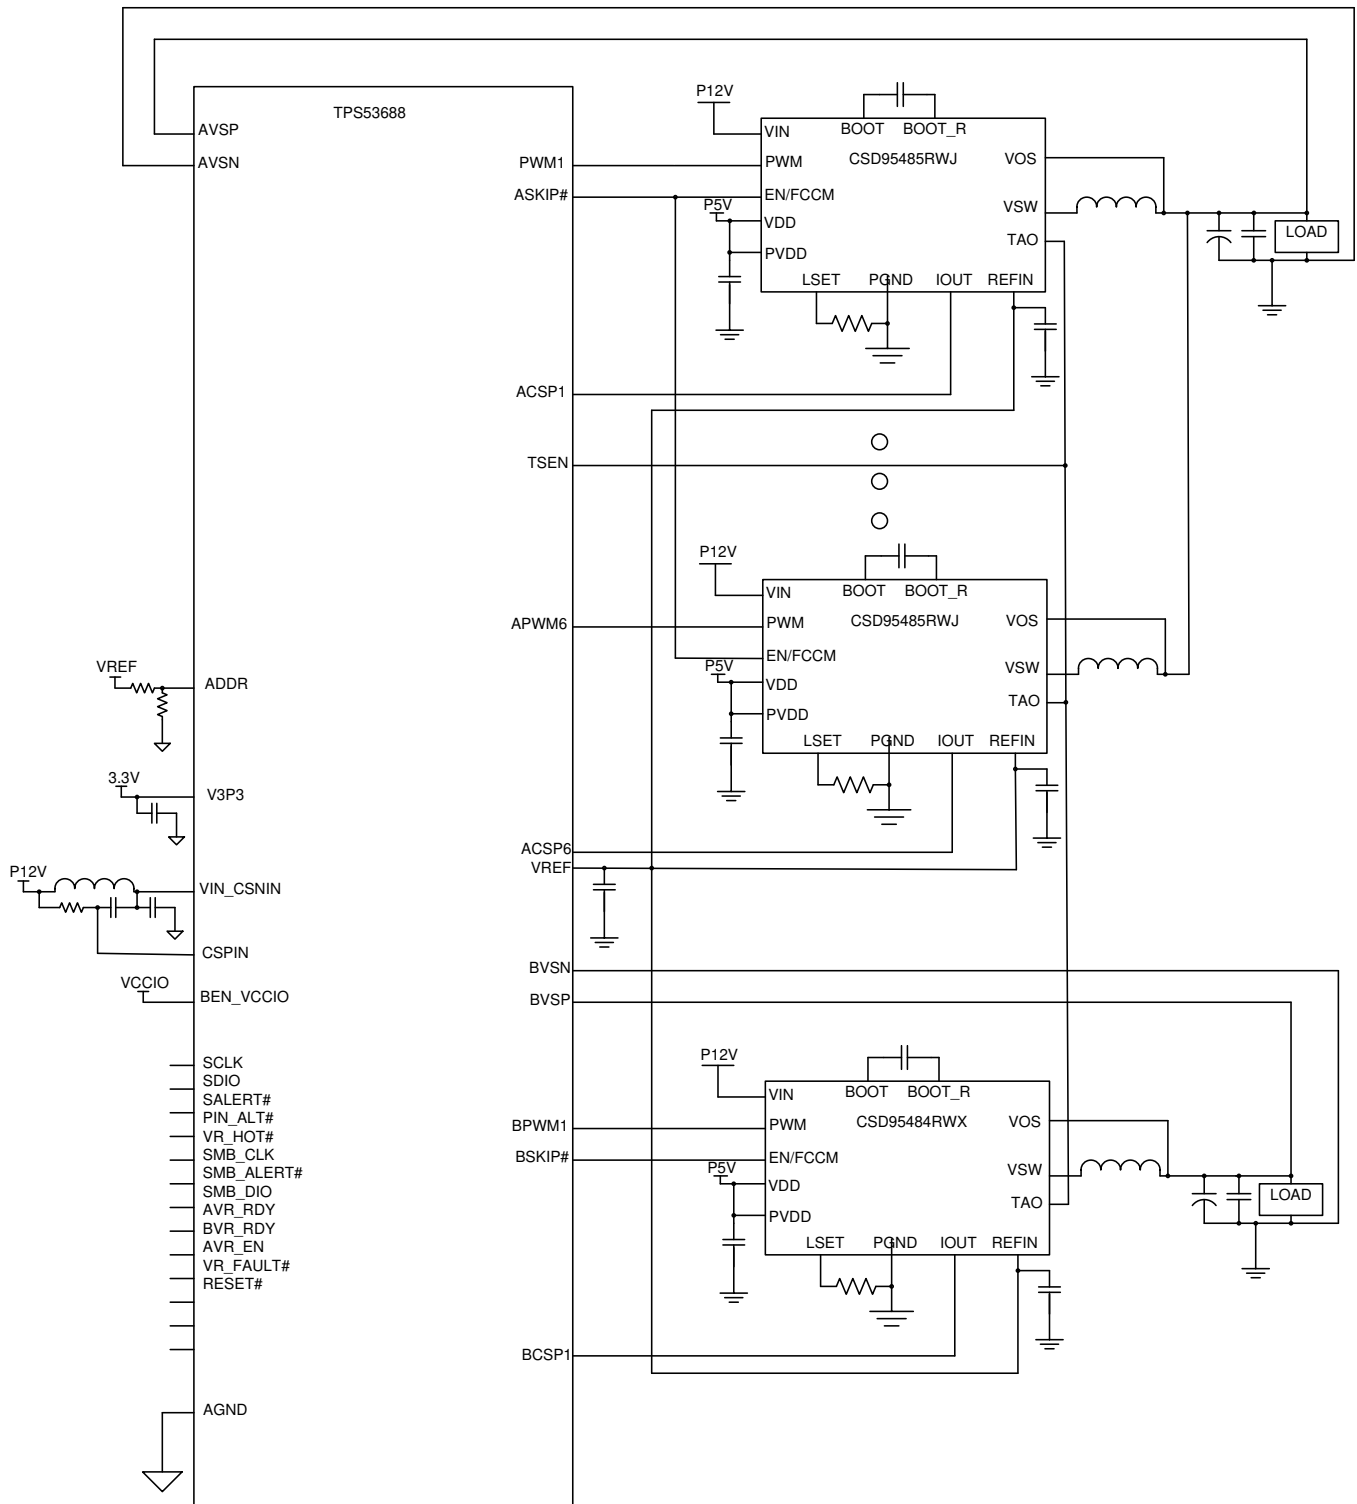 TPS53688
AVSP
AVSN
PWM1
ASKIP#
ACSP1
TSEN
APWM6
ACSP6
VREF
BVSN
BVSP
BPWM1
BSKIP#
BCSP1
VREF
ADDR
3.3V
V3P3
P12V
VIN_CSNIN
CSPIN
VCCIO
BEN_VCCIO
SCLK
SDIO
SALERT#
PIN_ALT#
VR_HOT#
SMB_CLK
SMB_ALERT#
SMB_DIO
AVR_RDY
BVR_RDY
AVR_EN
VR_FAULT#
RESET#
AGND
P12V
VIN
BOOT
BOOT_R
PWM
CSD95485RWJ
VOS
EN/FCCM
P5V
VDD
VSW
PVDD
TAO
LSET
PGND
IOUT
REFIN
LOAD
P12V
VIN
BOOT
BOOT_R
PWM
CSD95485RWJ
VOS
EN/FCCM
P5V
VDD
VSW
PVDD
TAO
LSET
PGND
IOUT
REFIN
P12V
VIN
BOOT
BOOT_R
PWM
CSD95484RWX
VOS
EN/FCCM
P5V
VDD
VSW
PVDD
TAO
LSET
PGND
IOUT
REFIN
LOAD